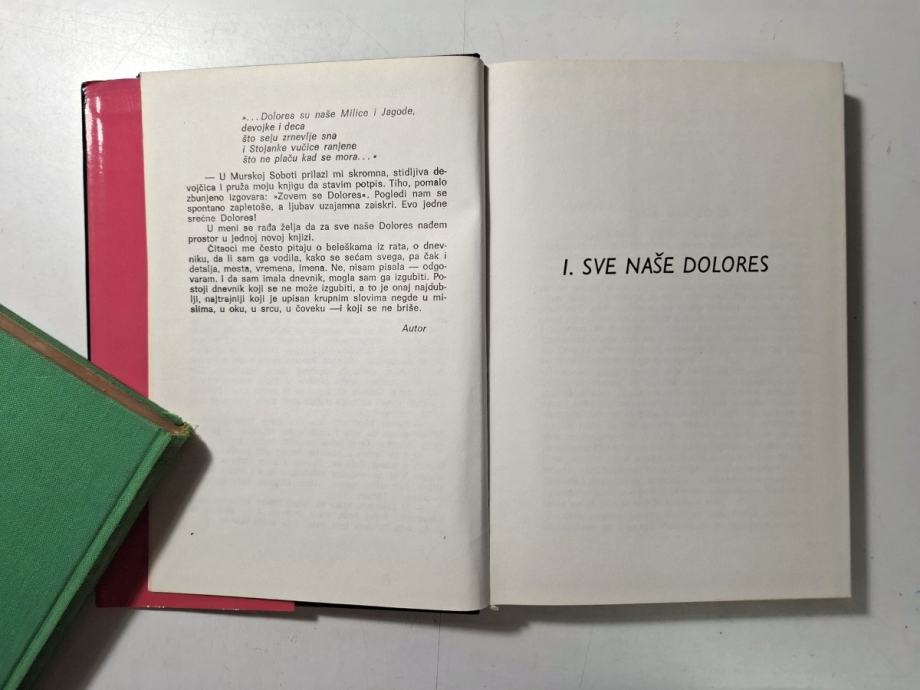 »...Dolores su naše Milice i Jagode,
devojke i deca
što seju zrnevlje sna
i Stojanke vučice ranjene
što ne plaču kad se mora...«
— U Murskoj Soboti prilazi mi skromna, stidljiva de-
vojčica i pruža moju knjigu da stavim potpis. Tiho, pomalo
zbunjeno izgovara: »Zovem se Dolores«. Pogledi nam se
spontano zapletoše, a ljubav uzajamna zaiskri. Evo jedne
srećne Dolores!
U meni se rađa želja da za sve naše Dolores nađem
prostor u jednoj novoj knjizi.
Čitaoci me često pitaju o beleškama iz rata, o dnev-
niku, da li sam ga vodila, kako se sećam svega, pa čak i
detalja, mesta, vremena, imena. Ne, nisam pisala — odgo-
varam. I da sam imala dnevnik, mogla sam ga izgubiti. Po-
stoji dnevnik koji se ne može izgubiti, a to je onaj najdub-
lji, najtrajniji koji je upisan krupnim slovima negde u mi-
slima, u oku, u srcu, u čoveku —i koji se ne briše.
Autor
I. SVE NAŠE DOLORES